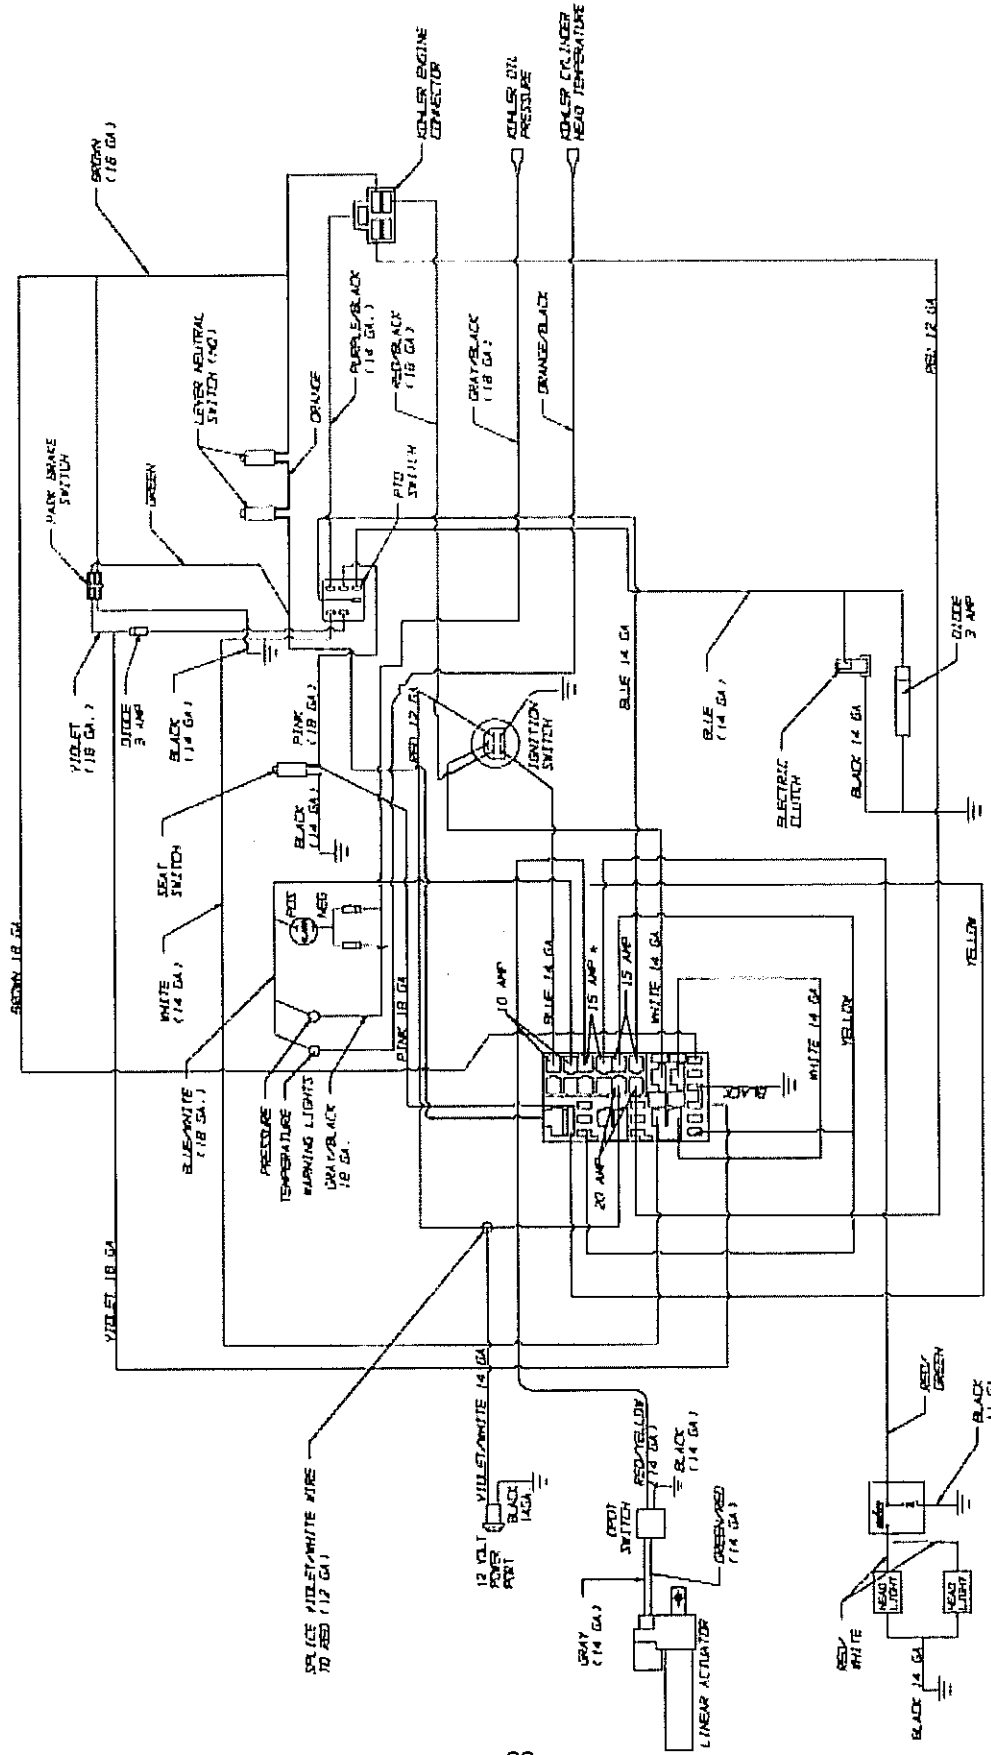 BROWN
(18 GA)
KOHLER ENGINE
CONNECTOR
KOHLER OIL
PRESSURE
KOHLER CYLINDER
HEAD TEMPERATURE
LEVER NEUTRAL
SWITCH (NO)
ORANGE
PURPLE/BLACK
(14 GA.)
RED/BLACK
(18 GA)
GRAY/BLACK
(18 GA)
ORANGE/BLACK
RED 12 GA
PARK BRAKE
SWITCH
GREEN
PTO
SWITCH
VIOLET
(18 GA.)
DIODE
3 AMP
BLACK
(14 GA)
PINK
(18 GA)
RED 12 GA
IGNITION
SWITCH
BLUE 14 GA
BLUE
(14 GA)
DIODE
3 AMP
ELECTRIC
CLUTCH
BLACK 14 GA
SEAT
SWITCH
BLACK
(14 GA)
BROWN 18 GA
WHITE
(14 GA)
POS
NEG
PINK 18 GA
BLUE/WHITE
(18 GA.)
PRESSURE
TEMPERATURE
WARNING LIGHTS
GRAY/BLACK
18 GA.
10 AMP
BLUE 14 GA
15 AMP *
15 AMP
WHITE 14 GA
20 AMP
BLACK
WHITE 14 GA
YELLOW
YELLOW
VIOLET 18 GA
SPLICE VIOLET/WHITE WIRE
TO RED (12 GA)
VIOLET/WHITE 14 GA
12 VOLT
POWER
PORT
BLACK
14GA.
RED/YELLOW
(14 GA)
BLACK
(14 GA)
DPDT
SWITCH
GREEN/RED
(14 GA)
GRAY
(14 GA)
LINEAR ACTUATOR
RED/
GREEN
BLACK
HEAD
LIGHT
HEAD
LIGHT
RED/
WHITE
BLACK 14 GA